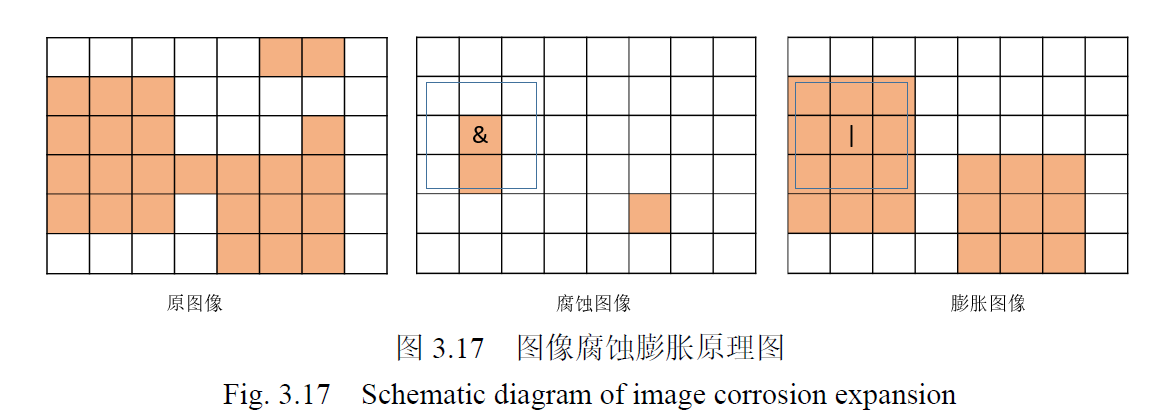 & |
原图像 腐蚀图像 膨胀图像
图 3.17 图像腐蚀膨胀原理图
Fig. 3.17 Schematic diagram of image corrosion expansion